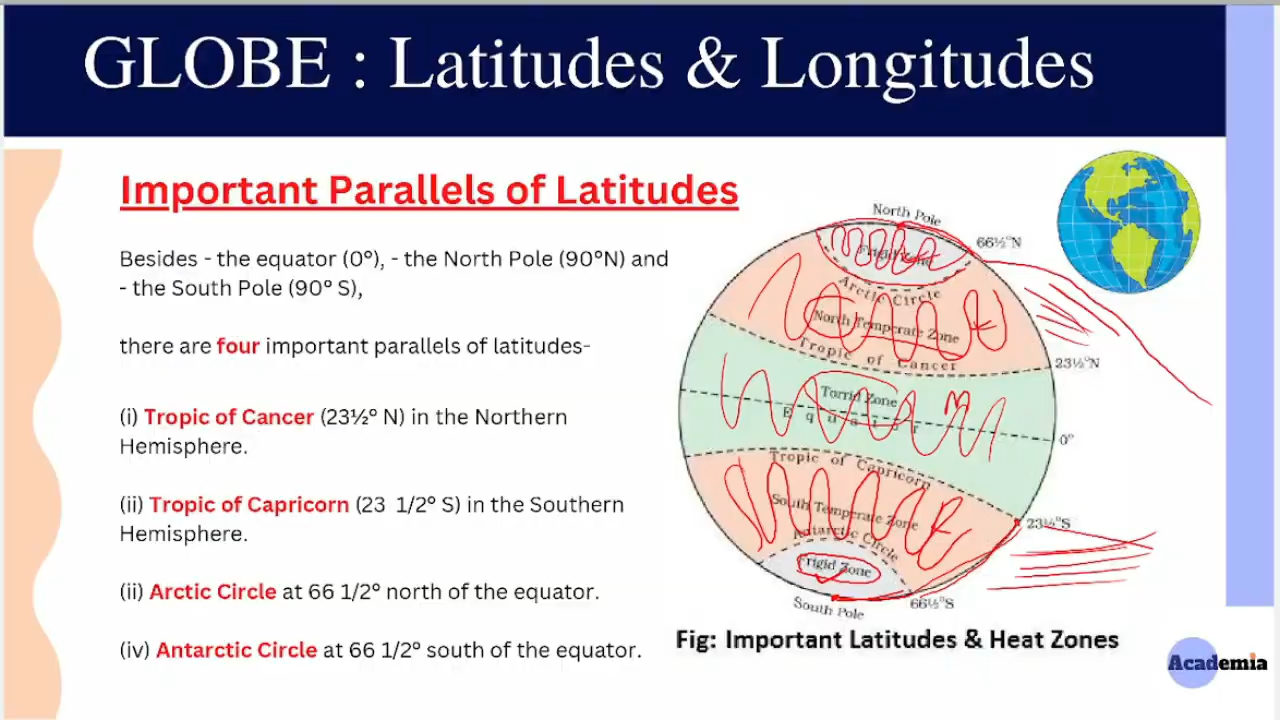 GLOBE : Latitudes & Longitudes
Important Parallels of Latitudes
Besides - the equator (0°), - the North Pole (90°N) and
- the South Pole (90° S),
there are four important parallels of latitudes-
(i) Tropic of Cancer (23½° N) in the Northern
Hemisphere.
(ii) Tropic of Capricorn (23 1/2° S) in the Southern
Hemisphere.
(ii) Arctic Circle at 66 1/2° north of the equator.
(iv) Antarctic Circle at 66 1/2° south of the equator.
North Pole
66½°N
Frigid Zone
Arctic Circle
North Temperate Zone
Tropic of Cancer
23½°N
Torrid Zone
Equator
0°
Tropic of Capricorn
South Temperate Zone
23½°S
Antarctic Circle
Frigid Zone
66½°S
South Pole
Fig: Important Latitudes & Heat Zones
Academia